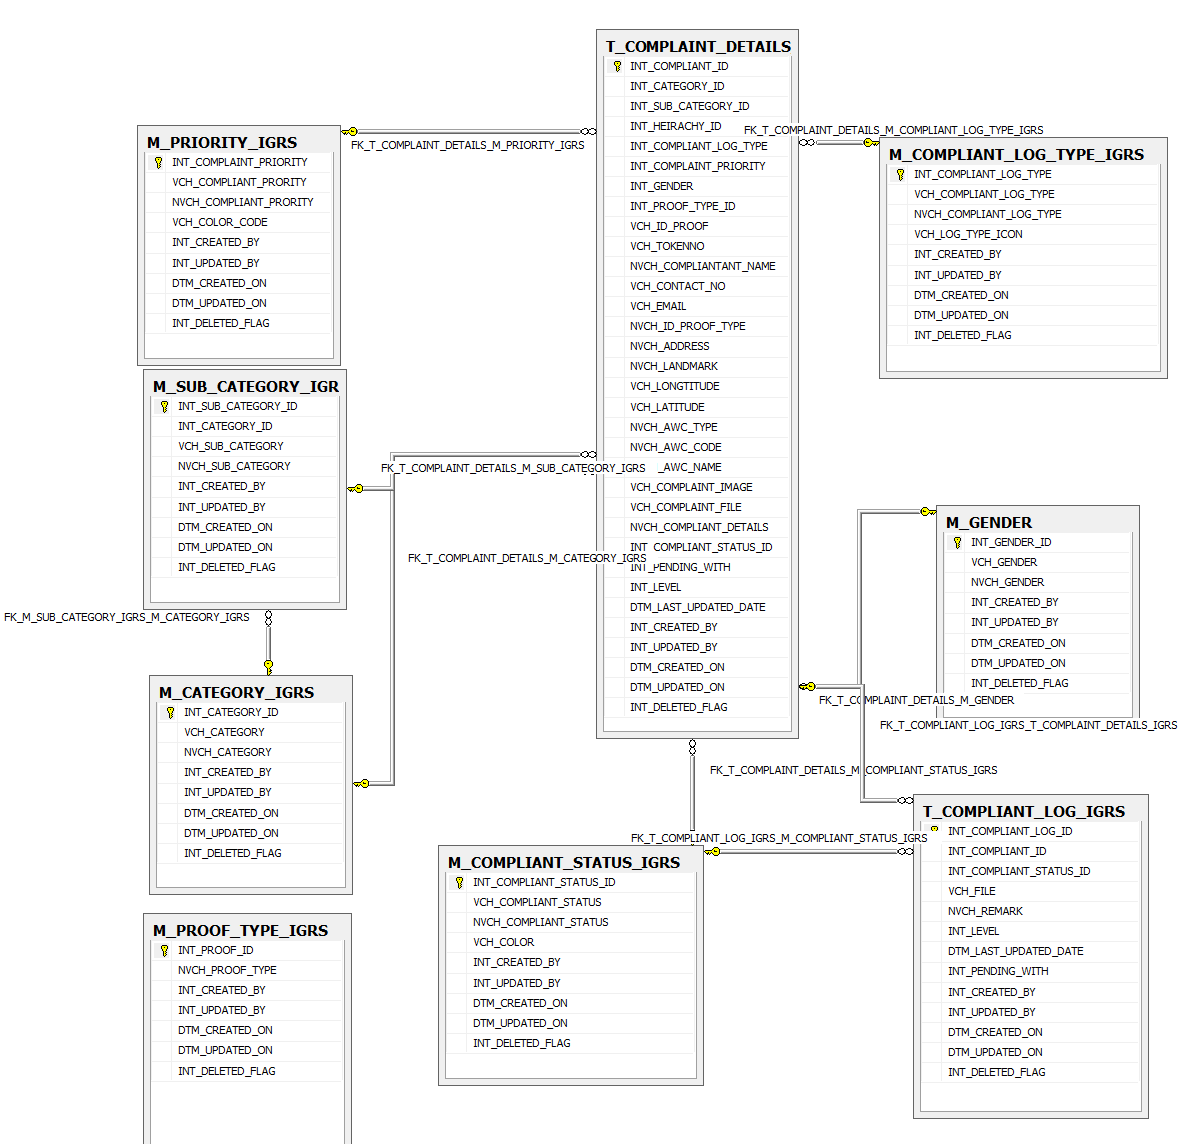 T_COMPLAINT_DETAILS
INT_COMPLIANT_ID
INT_CATEGORY_ID
INT_SUB_CATEGORY_ID
INT_HEIRACHY_ID
INT_COMPLIANT_LOG_TYPE
INT_COMPLAINT_PRIORITY
INT_GENDER
INT_PROOF_TYPE_ID
VCH_ID_PROOF
VCH_TOKENNO
NVCH_COMPLIANTANT_NAME
VCH_CONTACT_NO
VCH_EMAIL
NVCH_ID_PROOF_TYPE
NVCH_ADDRESS
NVCH_LANDMARK
VCH_LONGTITUDE
VCH_LATITUDE
NVCH_AWC_TYPE
NVCH_AWC_CODE
_AWC_NAME
VCH_COMPLAINT_IMAGE
VCH_COMPLAINT_FILE
NVCH_COMPLIANT_DETAILS
INT_COMPLIANT_STATUS_ID
INT_PENDING_WITH
INT_LEVEL
DTM_LAST_UPDATED_DATE
INT_CREATED_BY
INT_UPDATED_BY
DTM_CREATED_ON
DTM_UPDATED_ON
INT_DELETED_FLAG
M_PRIORITY_IGRS
INT_COMPLAINT_PRIORITY
VCH_COMPLIANT_PRORITY
NVCH_COMPLIANT_PRORITY
VCH_COLOR_CODE
INT_CREATED_BY
INT_UPDATED_BY
DTM_CREATED_ON
DTM_UPDATED_ON
INT_DELETED_FLAG
FK_T_COMPLAINT_DETAILS_M_PRIORITY_IGRS
FK_T_COMPLAINT_DETAILS_M_COMPLIANT_LOG_TYPE_IGRS
M_COMPLIANT_LOG_TYPE_IGRS
INT_COMPLIANT_LOG_TYPE
VCH_COMPLIANT_LOG_TYPE
NVCH_COMPLIANT_LOG_TYPE
VCH_LOG_TYPE_ICON
INT_CREATED_BY
INT_UPDATED_BY
DTM_CREATED_ON
DTM_UPDATED_ON
INT_DELETED_FLAG
M_SUB_CATEGORY_IGR
INT_SUB_CATEGORY_ID
INT_CATEGORY_ID
VCH_SUB_CATEGORY
NVCH_SUB_CATEGORY
INT_CREATED_BY
INT_UPDATED_BY
DTM_CREATED_ON
DTM_UPDATED_ON
INT_DELETED_FLAG
FK_T_COMPLAINT_DETAILS_M_SUB_CATEGORY_IGRS
FK_T_COMPLAINT_DETAILS_M_CATEGORY_IGRS
FK_M_SUB_CATEGORY_IGRS_M_CATEGORY_IGRS
M_GENDER
INT_GENDER_ID
VCH_GENDER
NVCH_GENDER
INT_CREATED_BY
INT_UPDATED_BY
DTM_CREATED_ON
DTM_UPDATED_ON
INT_DELETED_FLAG
FK_T_COMPLAINT_DETAILS_M_GENDER
FK_T_COMPLIANT_LOG_IGRS_T_COMPLAINT_DETAILS_IGRS
M_CATEGORY_IGRS
INT_CATEGORY_ID
VCH_CATEGORY
NVCH_CATEGORY
INT_CREATED_BY
INT_UPDATED_BY
DTM_CREATED_ON
DTM_UPDATED_ON
INT_DELETED_FLAG
FK_T_COMPLAINT_DETAILS_M_COMPLIANT_STATUS_IGRS
FK_T_COMPLIANT_LOG_IGRS_M_COMPLIANT_STATUS_IGRS
M_COMPLIANT_STATUS_IGRS
INT_COMPLIANT_STATUS_ID
VCH_COMPLIANT_STATUS
NVCH_COMPLIANT_STATUS
VCH_COLOR
INT_CREATED_BY
INT_UPDATED_BY
DTM_CREATED_ON
DTM_UPDATED_ON
INT_DELETED_FLAG
T_COMPLIANT_LOG_IGRS
INT_COMPLIANT_LOG_ID
INT_COMPLIANT_ID
INT_COMPLIANT_STATUS_ID
VCH_FILE
NVCH_REMARK
INT_LEVEL
DTM_LAST_UPDATED_DATE
INT_PENDING_WITH
INT_CREATED_BY
INT_UPDATED_BY
DTM_CREATED_ON
DTM_UPDATED_ON
INT_DELETED_FLAG
M_PROOF_TYPE_IGRS
INT_PROOF_ID
NVCH_PROOF_TYPE
INT_CREATED_BY
INT_UPDATED_BY
DTM_CREATED_ON
DTM_UPDATED_ON
INT_DELETED_FLAG